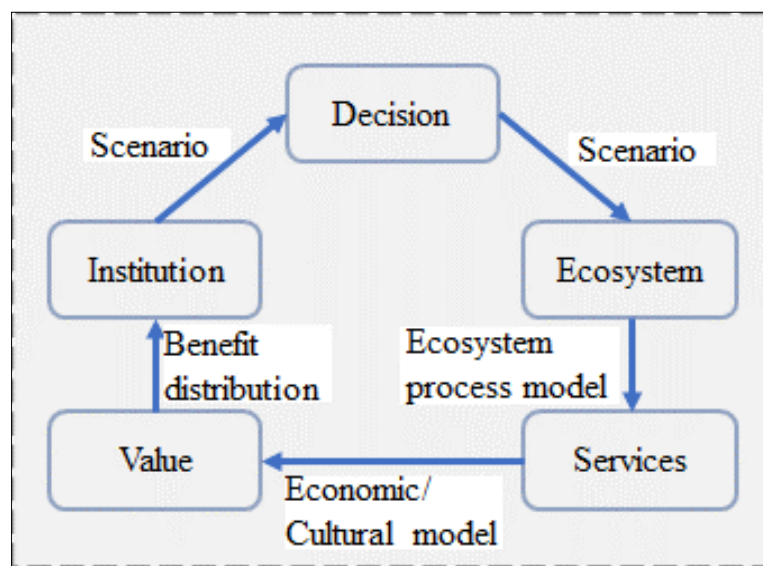 Decision
Scenario
Scenario
Institution
Ecosystem
Benefit
distribution
Ecosystem
process model
Value
Services
Economic/
Cultural model